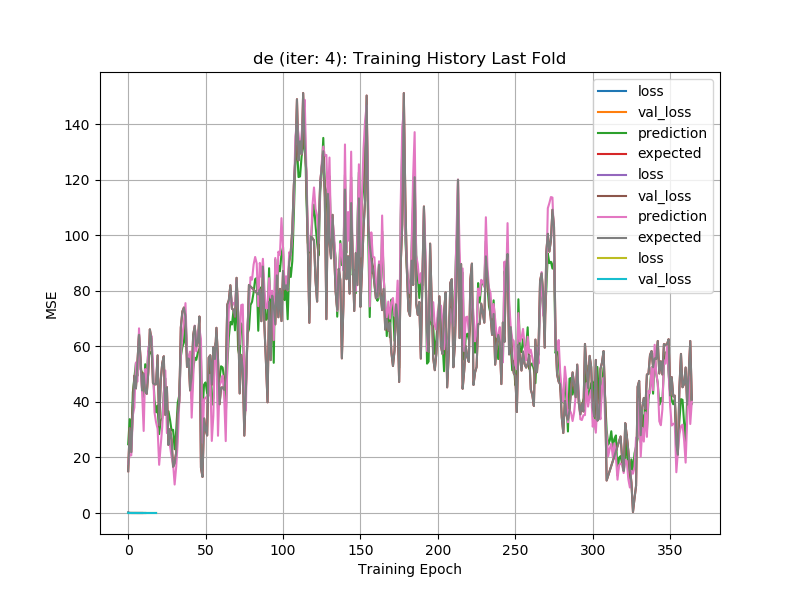 de (iter: 4): Training History Last Fold
MSE
140
120
100
80
60
40
20
0
0 50 100 150 200 250 300 350
Training Epoch
loss
val_loss
prediction
expected
loss
val_loss
prediction
expected
loss
val_loss